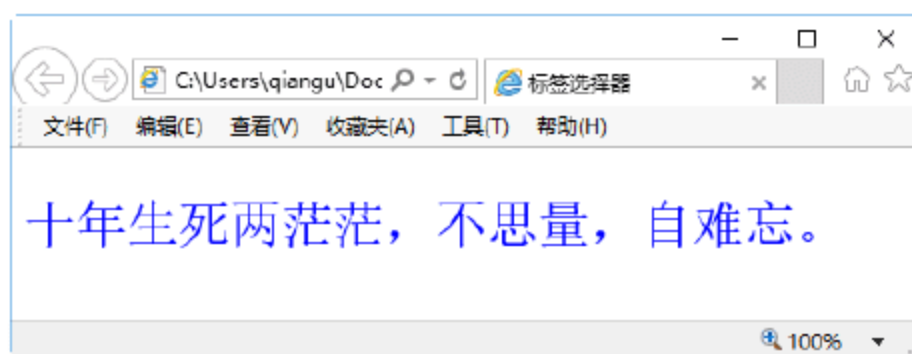 C:\Users\qiangu\Doc 标签选择器
文件(F) 编辑(E) 查看(V) 收藏夹(A) 工具(T) 帮助(H)
十年生死两茫茫，不思量，自难忘。
100%